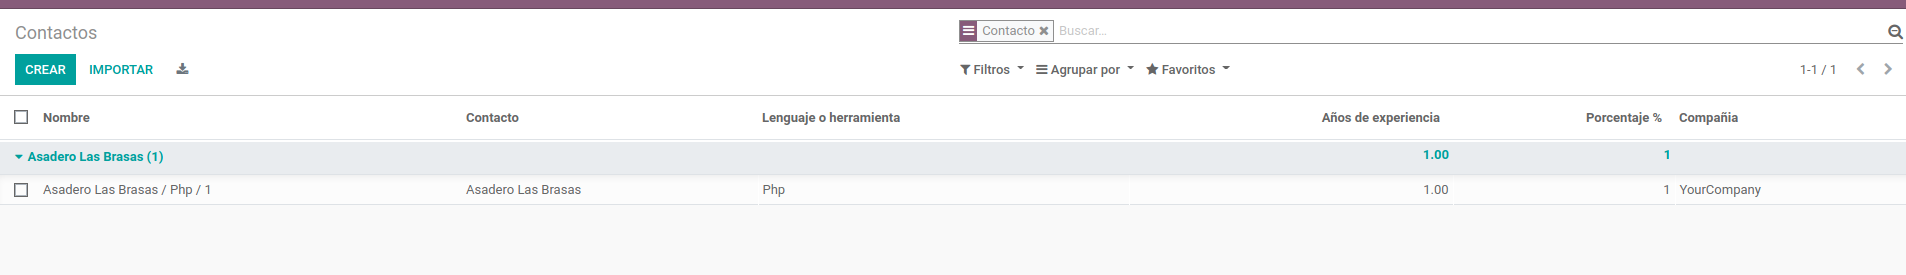 Contactos
Contacto ✖ Buscar...
CREAR IMPORTAR
Filtros Agrupar por Favoritos 1-1 / 1
Nombre Contacto Lenguaje o herramienta Años de experiencia Porcentaje % Compañia
Asadero Las Brasas (1) 1.00 1
Asadero Las Brasas / Php / 1 Asadero Las Brasas Php 1.00 1 YourCompany